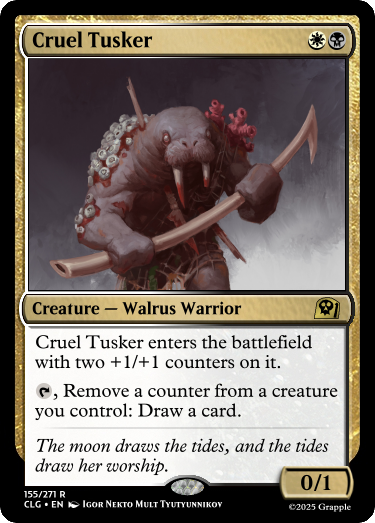 Cruel Tusker
Creature — Walrus Warrior
Cruel Tusker enters the battlefield
with two +1/+1 counters on it.
, Remove a counter from a creature
you control: Draw a card.
The moon draws the tides, and the tides
draw her worship.
0/1
155/271 R
CLG • EN Igor Nekto Mult Tyutyunnikov
©2025 Grapple